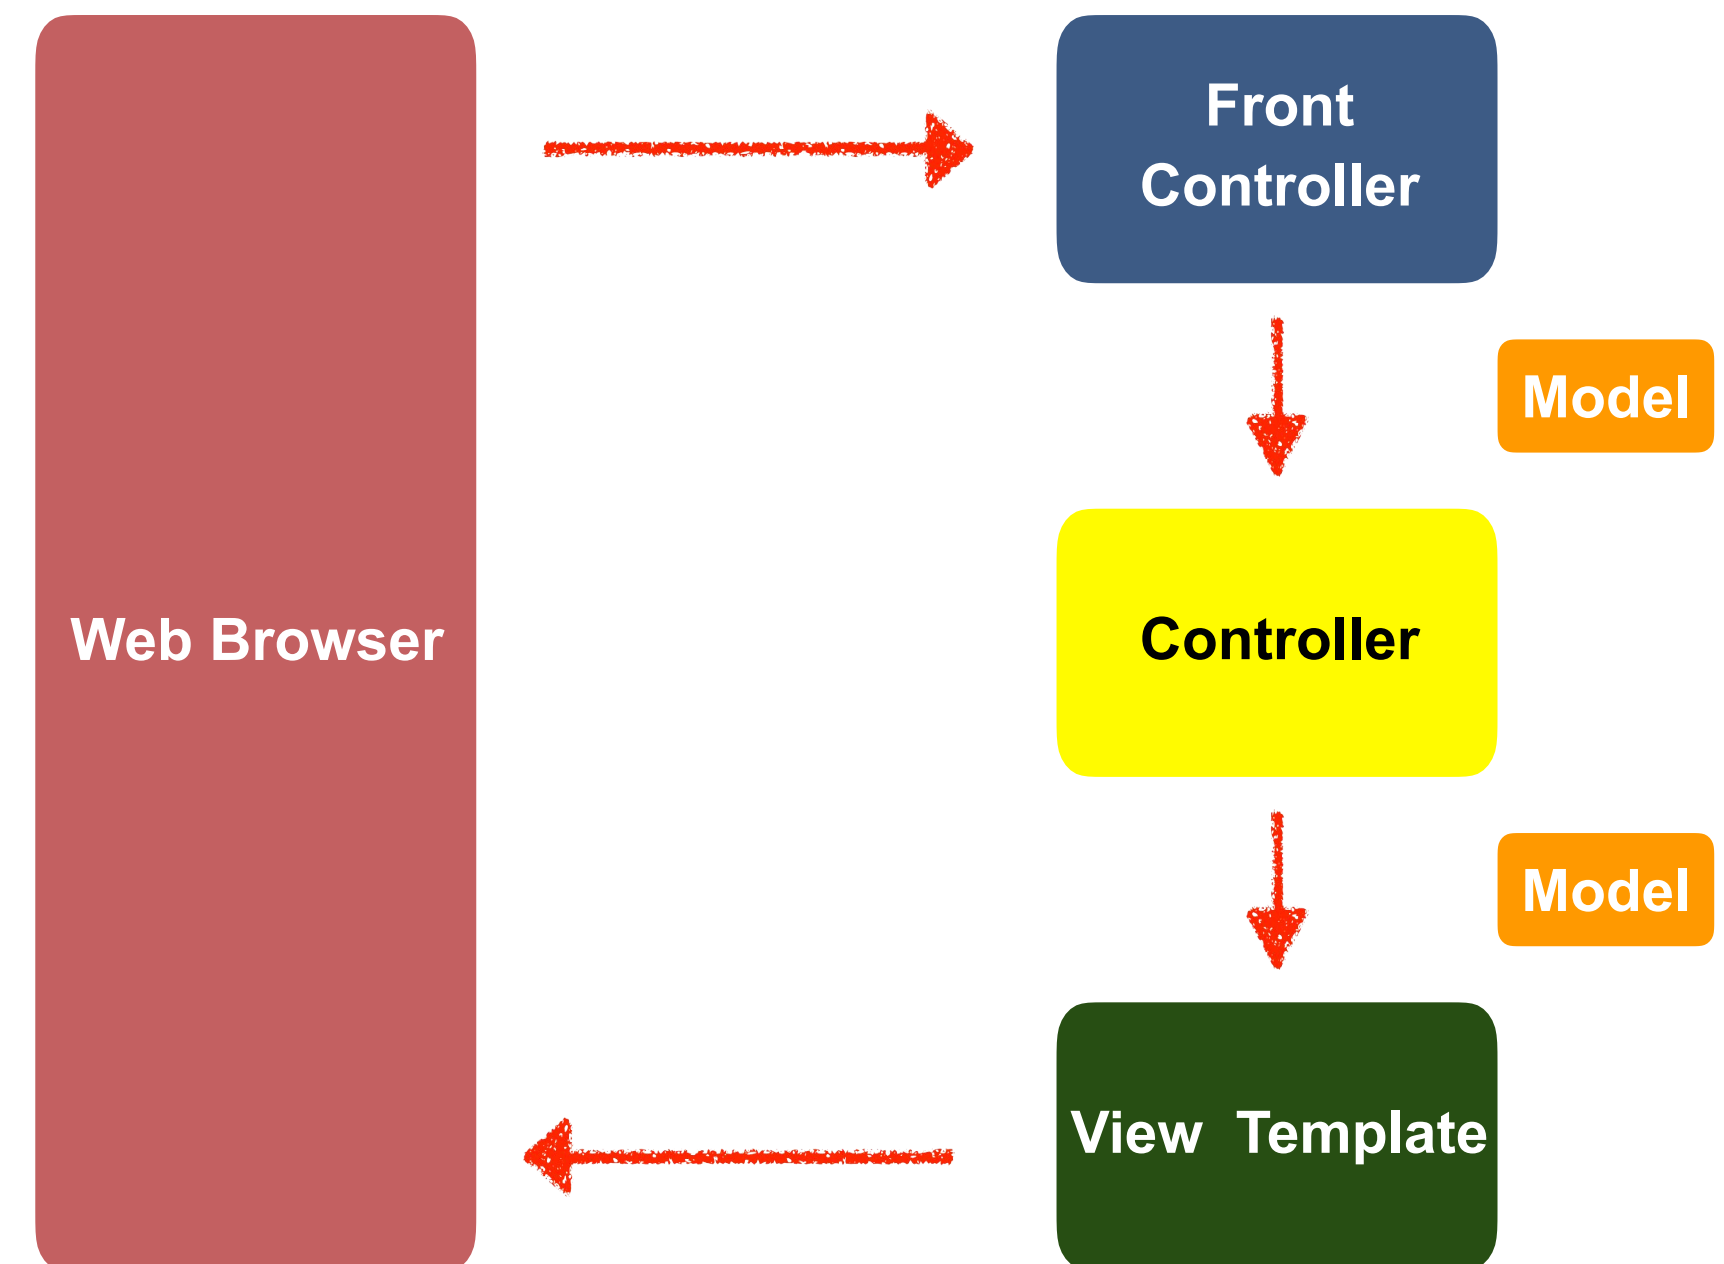 Front
Controller
Model
Web Browser
Controller
Model
View Template